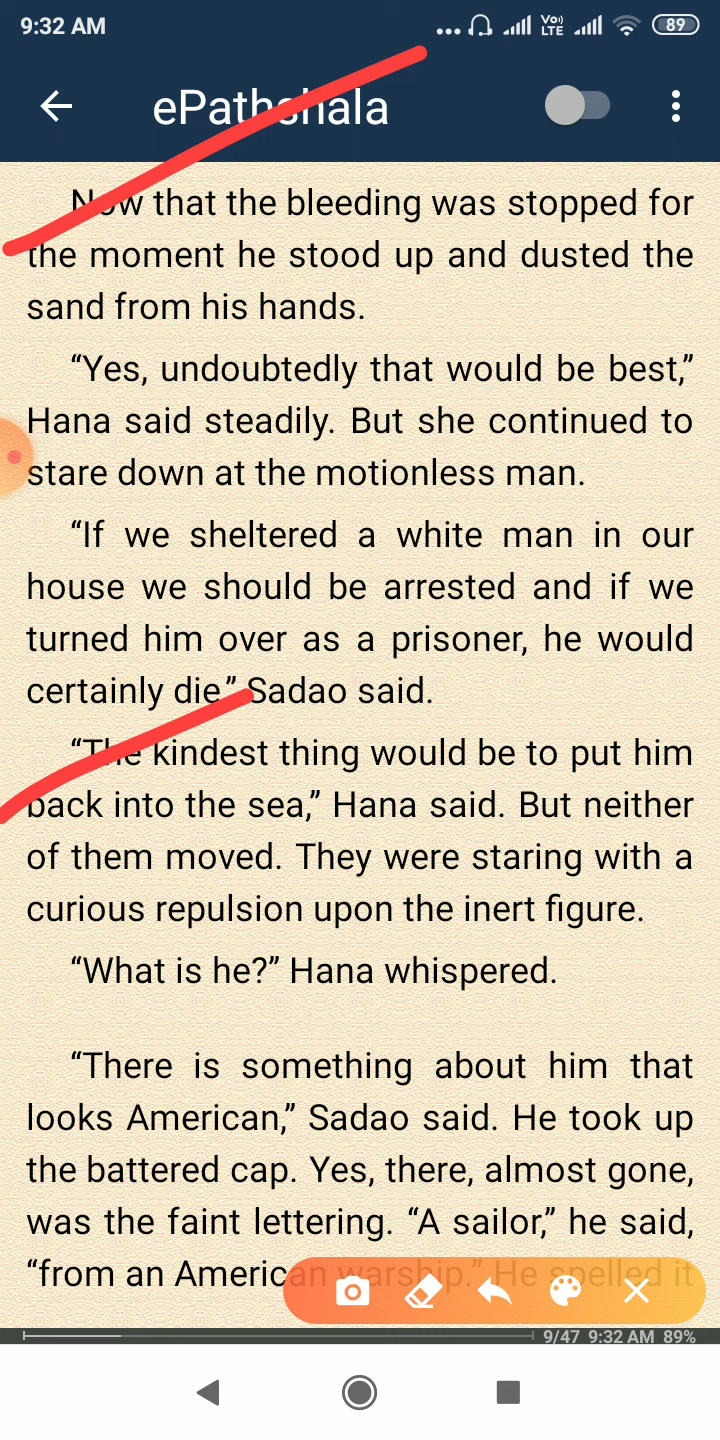 9:32 AM
Vo))
LTE
89
ePathshala
Now that the bleeding was stopped for
the moment he stood up and dusted the
sand from his hands.
“Yes, undoubtedly that would be best,”
Hana said steadily. But she continued to
stare down at the motionless man.
“If we sheltered a white man in our
house we should be arrested and if we
turned him over as a prisoner, he would
certainly die.” Sadao said.
“The kindest thing would be to put him
back into the sea,” Hana said. But neither
of them moved. They were staring with a
curious repulsion upon the inert figure.
“What is he?” Hana whispered.
“There is something about him that
looks American,” Sadao said. He took up
the battered cap. Yes, there, almost gone,
was the faint lettering. “A sailor,” he said,
“from an American warship.” He spelled it
9/47 9:32 AM 89%